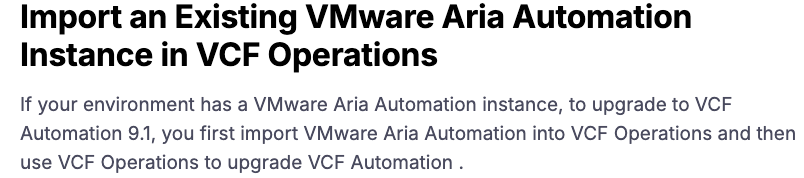 Import an Existing VMware Aria Automation
Instance in VCF Operations
If your environment has a VMware Aria Automation instance, to upgrade to VCF
Automation 9.1, you first import VMware Aria Automation into VCF Operations and then
use VCF Operations to upgrade VCF Automation .